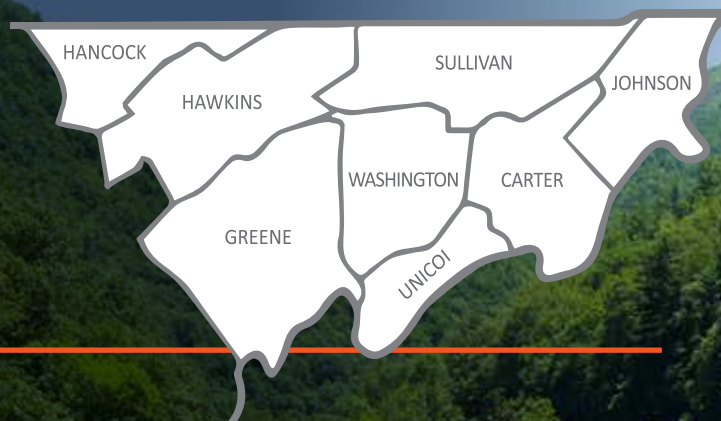 HANCOCK
SULLIVAN
JOHNSON
HAWKINS
WASHINGTON
CARTER
GREENE
UNICOI